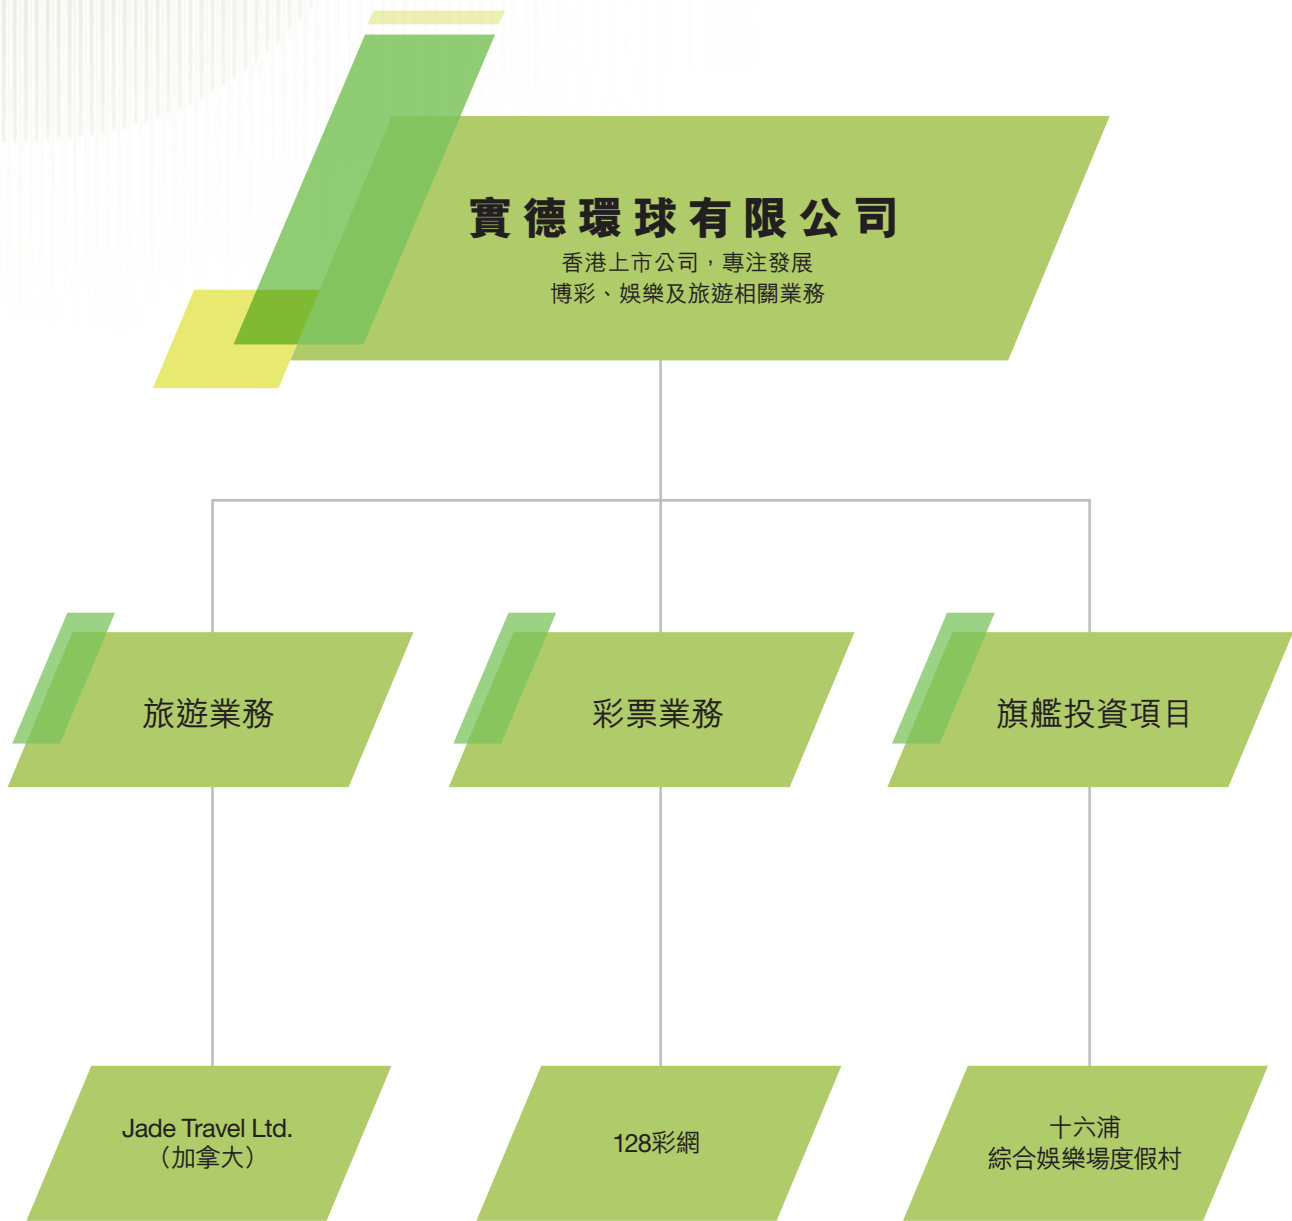 實德環球有限公司
香港上市公司，專注發展
博彩、娛樂及旅遊相關業務
旅遊業務
彩票業務
旗艦投資項目
Jade Travel Ltd.
（加拿大）
128彩網
十六浦
綜合娛樂場度假村